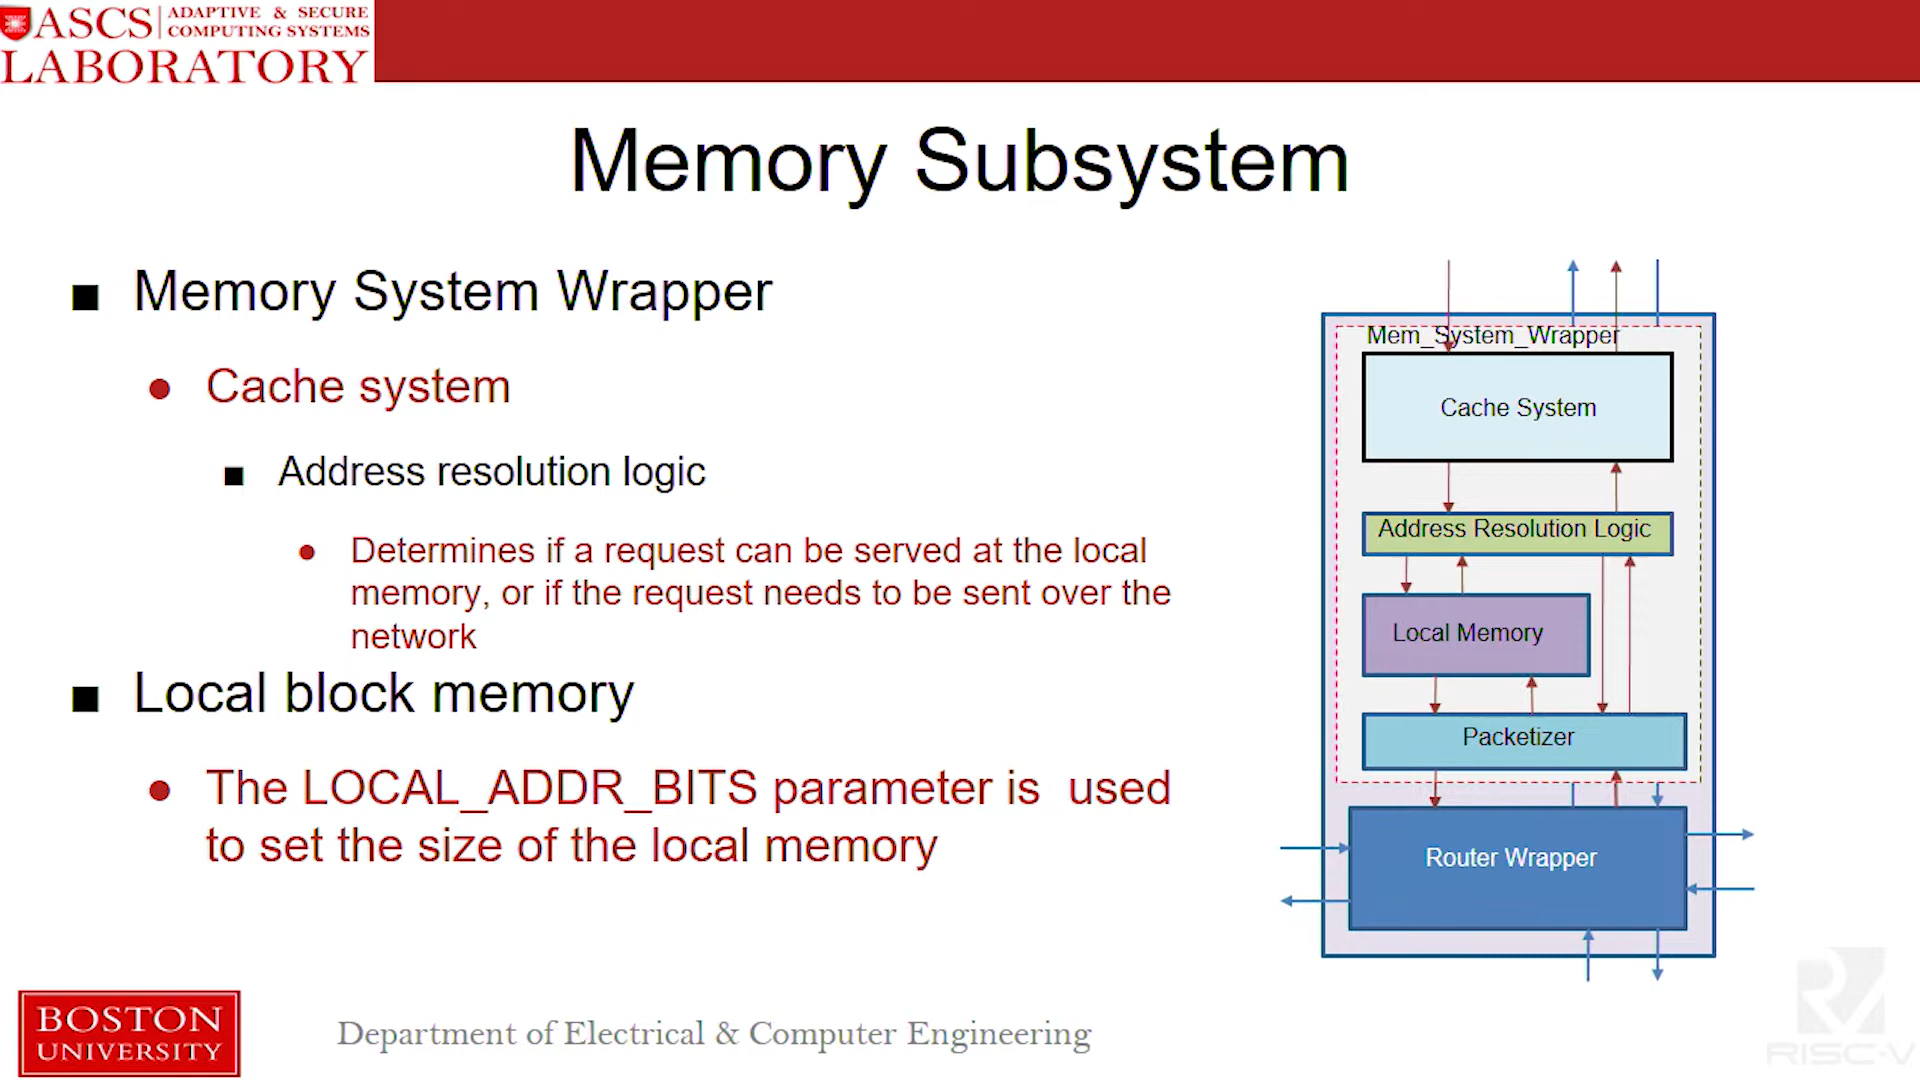 ASCS ADAPTIVE & SECURE
COMPUTING SYSTEMS
LABORATORY
Memory Subsystem
■ Memory System Wrapper
● Cache system
■ Address resolution logic
● Determines if a request can be served at the local
memory, or if the request needs to be sent over the
network
■ Local block memory
● The LOCAL_ADDR_BITS parameter is used
to set the size of the local memory
Mem_System_Wrapper
Cache System
Address Resolution Logic
Local Memory
Packetizer
Router Wrapper
BOSTON
UNIVERSITY
Department of Electrical & Computer Engineering
RISC-V